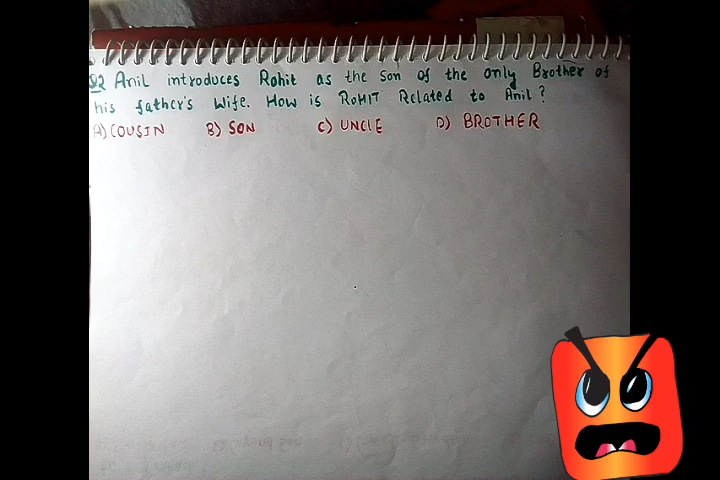 Q2 Anil introduces Rohit as the son of the only Brother of
his father's Wife. How is ROHIT Related to Anil?
A) COUSIN B) SON C) UNCLE D) BROTHER